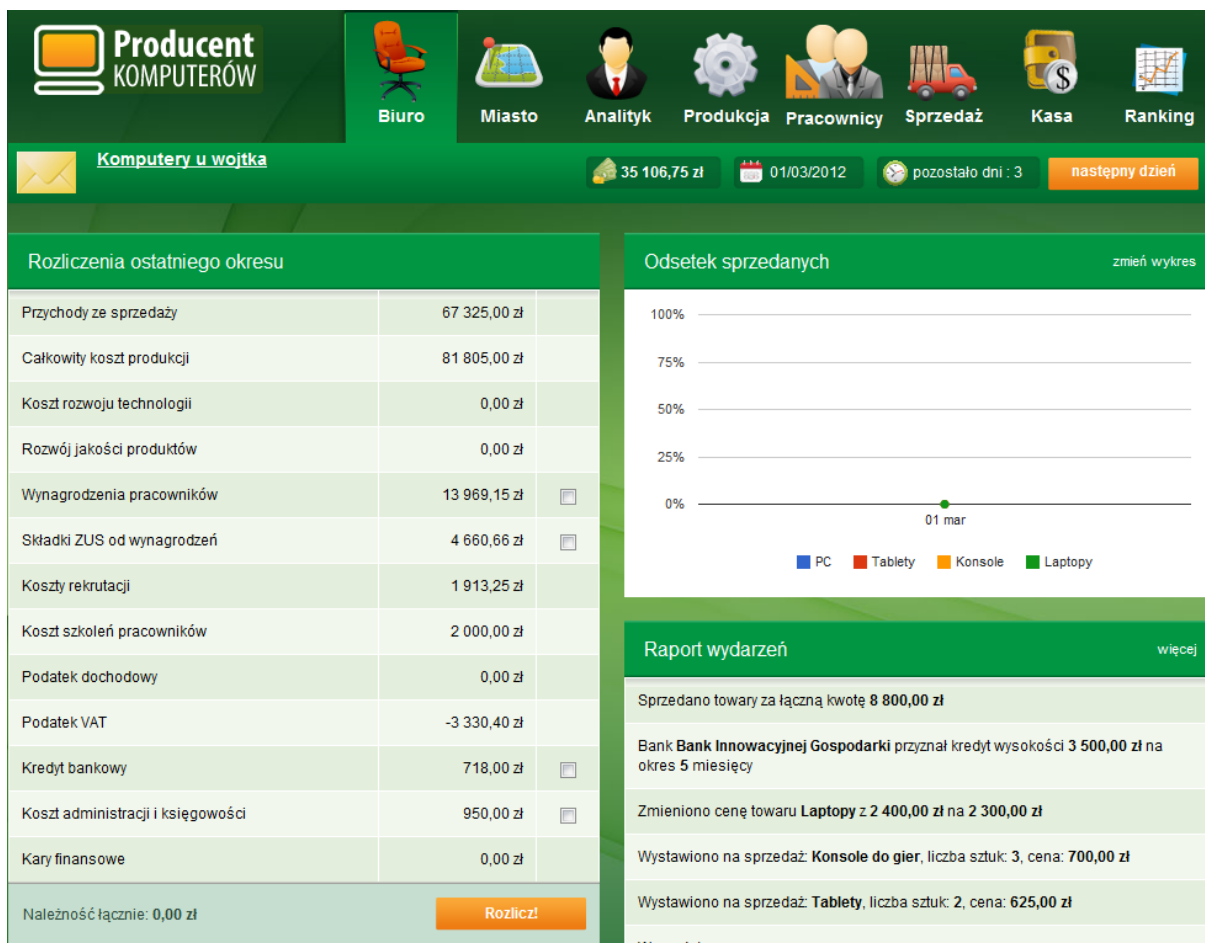 Producent
KOMPUTERÓW
Biuro
Miasto
Analityk
Produkcja
Pracownicy
Sprzedaż
Kasa
Ranking
Komputery u wojtka
35 106,75 zł
01/03/2012
pozostało dni : 3
następny dzień
Rozliczenia ostatniego okresu
Przychody ze sprzedaży 67 325,00 zł
Całkowity koszt produkcji 81 805,00 zł
Koszt rozwoju technologii 0,00 zł
Rozwój jakości produktów 0,00 zł
Wynagrodzenia pracowników 13 969,15 zł
Składki ZUS od wynagrodzeń 4 660,66 zł
Koszty rekrutacji 1 913,25 zł
Koszt szkoleń pracowników 2 000,00 zł
Podatek dochodowy 0,00 zł
Podatek VAT -3 330,40 zł
Kredyt bankowy 718,00 zł
Koszt administracji i księgowości 950,00 zł
Kary finansowe 0,00 zł
Należność łącznie: 0,00 zł
Rozlicz!
Odsetek sprzedanych
zmień wykres
100%
75%
50%
25%
0%
01 mar
PC Tablety Konsole Laptopy
Raport wydarzeń
więcej
Sprzedano towary za łączną kwotę 8 800,00 zł
Bank Bank Innowacyjnej Gospodarki przyznał kredyt wysokości 3 500,00 zł na
okres 5 miesięcy
Zmieniono cenę towaru Laptopy z 2 400,00 zł na 2 300,00 zł
Wystawiono na sprzedaż: Konsole do gier, liczba sztuk: 3, cena: 700,00 zł
Wystawiono na sprzedaż: Tablety, liczba sztuk: 2, cena: 625,00 zł